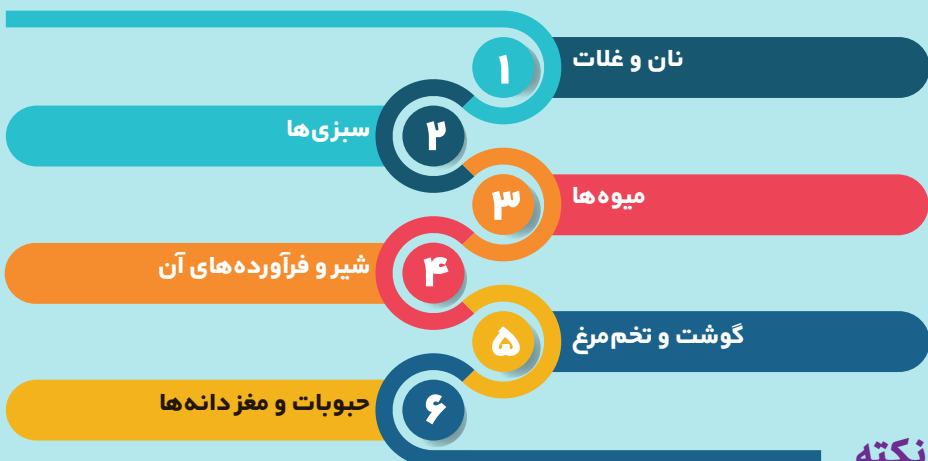 ۱ نان و غلات
۲ سبزی‌ها
۳ میوه‌ها
۴ شیر و فرآورده‌های آن
۵ گوشت و تخم‌مرغ
۶ حبوبات و مغز دانه‌ها
نکته